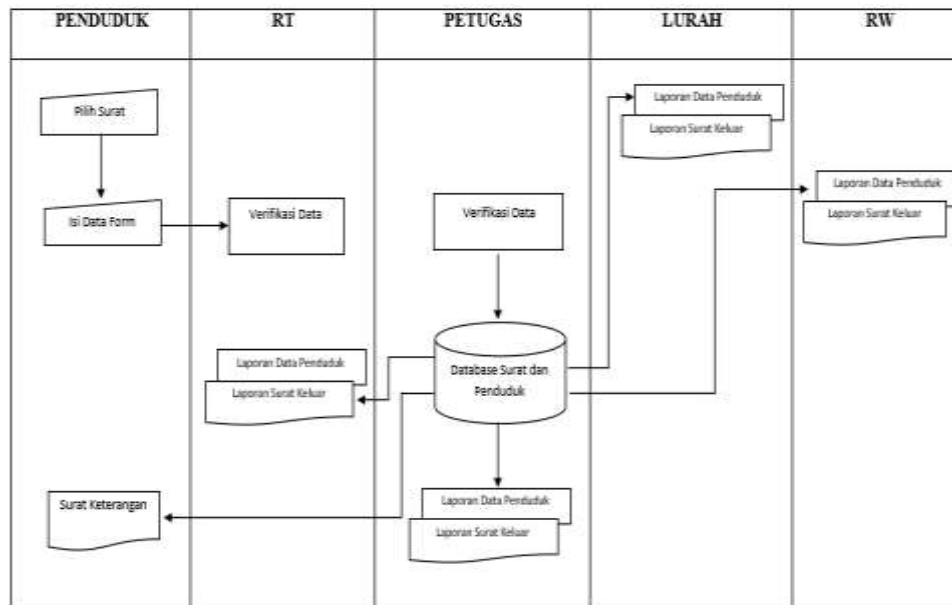 PENDUDUK
RT
PETUGAS
LURAH
RW
Pilih Surat
Laporan Data Penduduk
Laporan Surat Keluar
Laporan Data Penduduk
Laporan Surat Keluar
Isi Data Form
Verifikasi Data
Verifikasi Data
Laporan Data Penduduk
Laporan Surat Keluar
Database Surat dan
Penduduk
Surat Keterangan
Laporan Data Penduduk
Laporan Surat Keluar